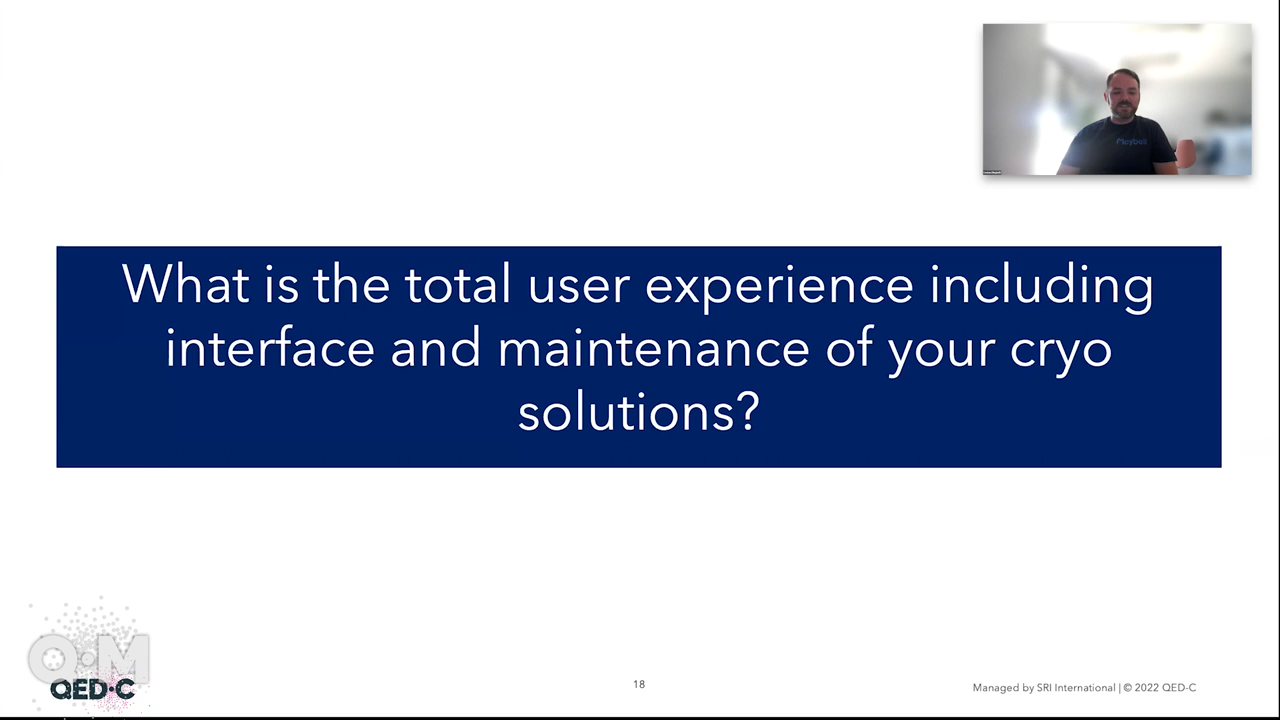 What is the total user experience including
interface and maintenance of your cryo
solutions?
Q·M
QED·C
18
Managed by SRI International | © 2022 QED-C